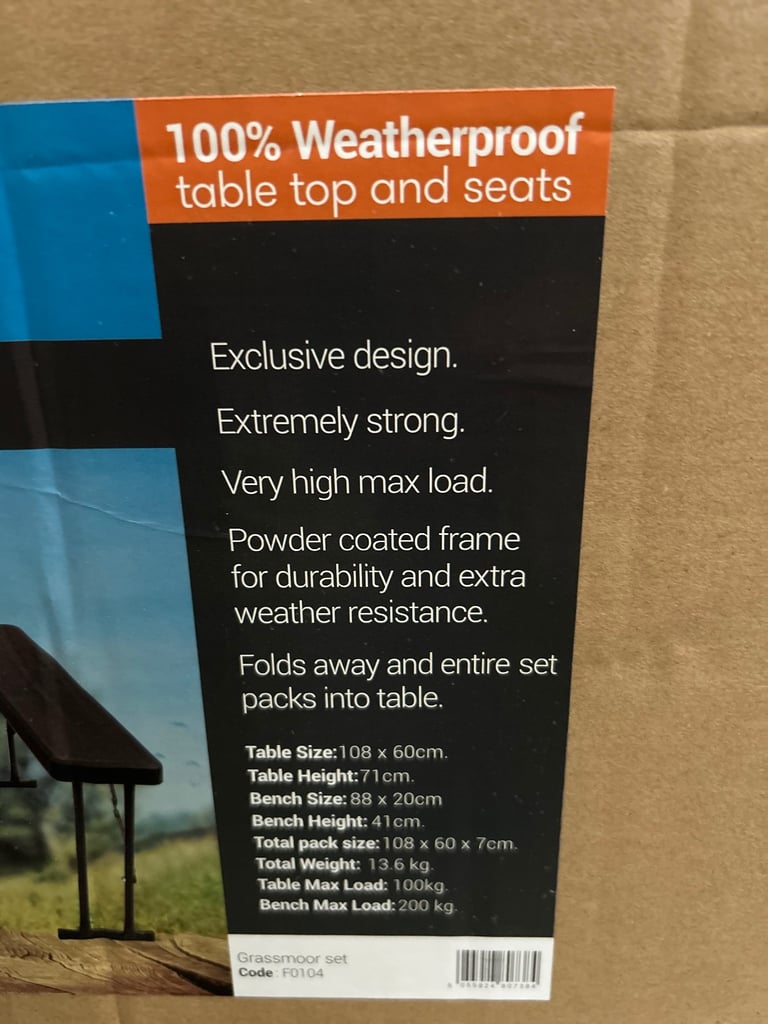 100% Weatherproof
table top and seats
Exclusive design.
Extremely strong.
Very high max load.
Powder coated frame
for durability and extra
weather resistance.
Folds away and entire set
packs into table.
Table Size:108 x 60cm.
Table Height:71cm.
Bench Size: 88 x 20cm
Bench Height: 41cm.
Total pack size:108 x 60 x 7cm.
Total Weight: 13.6 kg.
Table Max Load: 100kg.
Bench Max Load: 200 kg.
Grassmoor set
Code : F0104